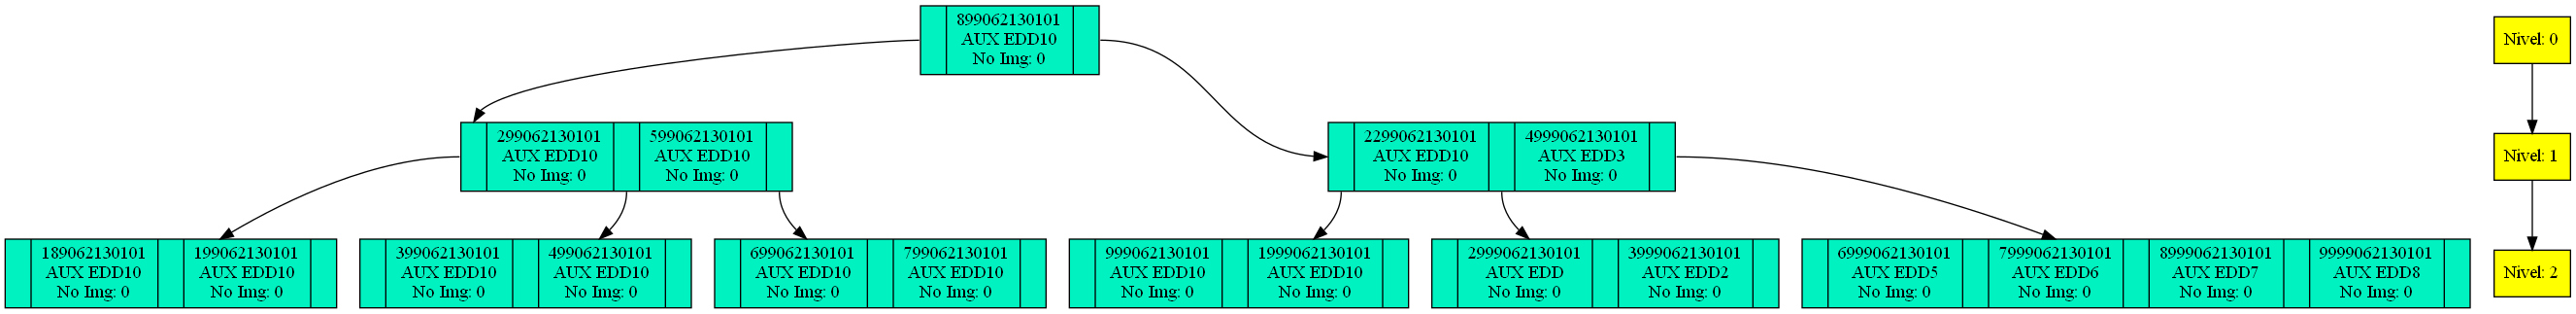 899062130101
AUX EDD10
No Img: 0
Nivel: 0
299062130101
AUX EDD10
No Img: 0
599062130101
AUX EDD10
No Img: 0
2299062130101
AUX EDD10
No Img: 0
4999062130101
AUX EDD3
No Img: 0
Nivel: 1
189062130101
AUX EDD10
No Img: 0
199062130101
AUX EDD10
No Img: 0
399062130101
AUX EDD10
No Img: 0
499062130101
AUX EDD10
No Img: 0
699062130101
AUX EDD10
No Img: 0
799062130101
AUX EDD10
No Img: 0
999062130101
AUX EDD10
No Img: 0
1999062130101
AUX EDD10
No Img: 0
2999062130101
AUX EDD
No Img: 0
3999062130101
AUX EDD2
No Img: 0
6999062130101
AUX EDD5
No Img: 0
7999062130101
AUX EDD6
No Img: 0
8999062130101
AUX EDD7
No Img: 0
9999062130101
AUX EDD8
No Img: 0
Nivel: 2